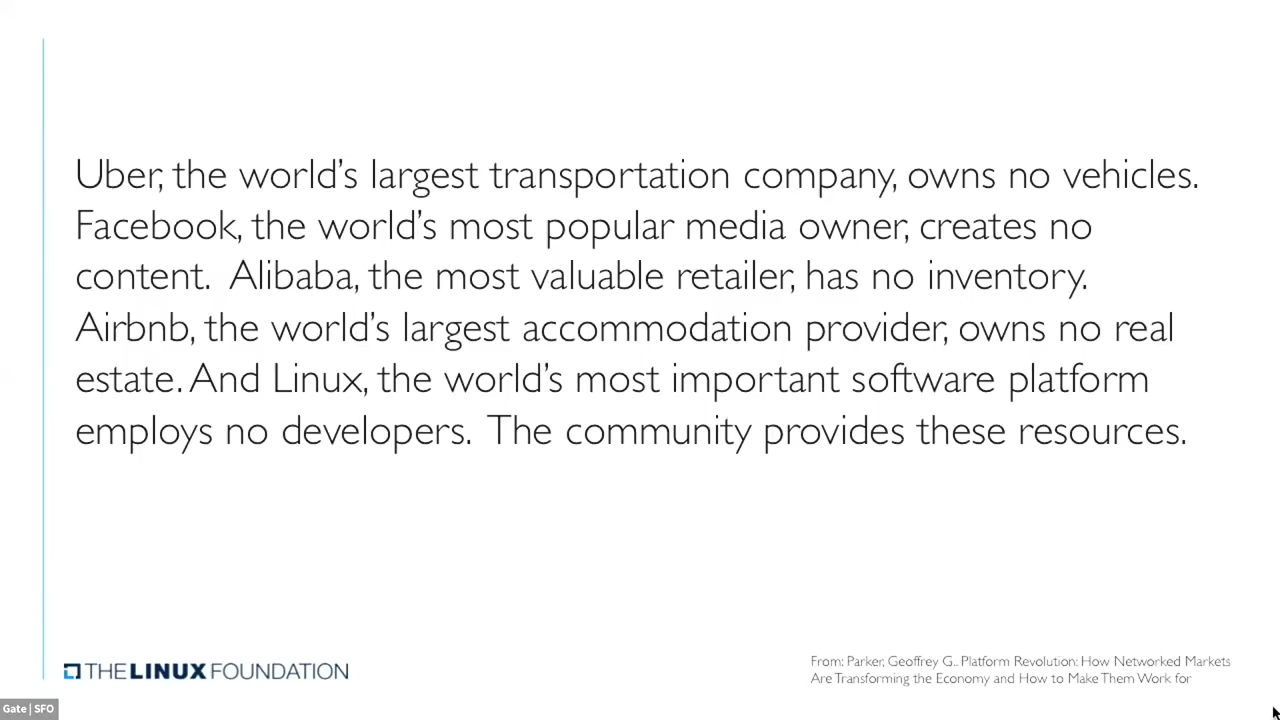 Uber, the world's largest transportation company, owns no vehicles.
Facebook, the world's most popular media owner, creates no
content.  Alibaba, the most valuable retailer, has no inventory.
Airbnb, the world's largest accommodation provider, owns no real
estate. And Linux, the world's most important software platform
employs no developers.  The community provides these resources.
THE LINUX FOUNDATION
From: Parker, Geoffrey G.. Platform Revolution: How Networked Markets
Are Transforming the Economy and How to Make Them Work for
Gate | SFO